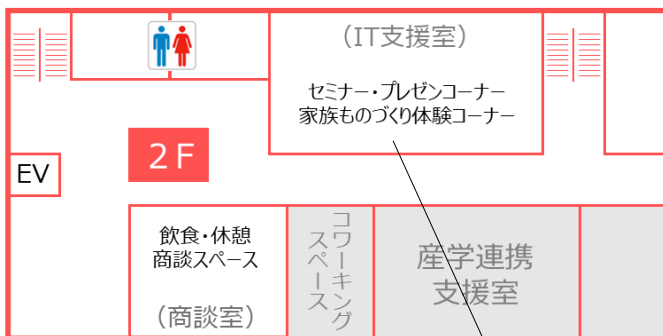 (IT支援室)
セミナー・プレゼンコーナー
家族ものづくり体験コーナー
2F
EV
飲食・休憩
商談スペース
(商談室)
コワーキング
スペース
産学連携
支援室